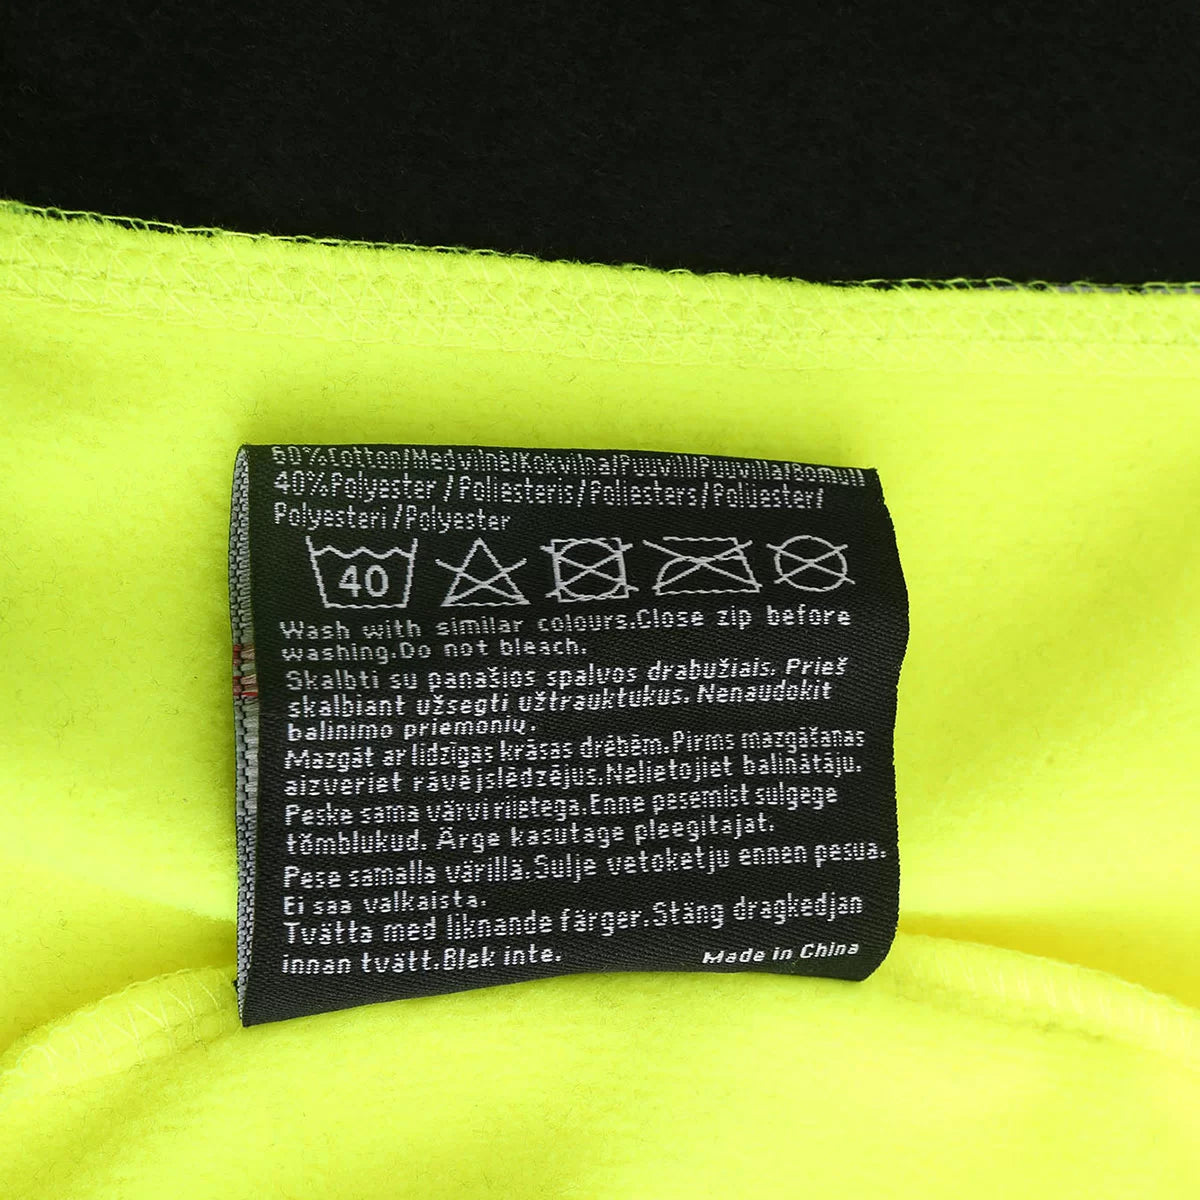 60%Cotton/Medvilnė/Kokvilna/Puuvill/Puuvilla/Bomull
40%Polyester / Poliesteris / Poliesters / Polüester/
Polyesteri /Polyester
40
Wash with similar colours.Close zip before
washing.Do not bleach.
Skalbti su panašios spalvos drabužiais. Prieš
skalbiant užsegti užtrauktukus. Nenaudokit
balinimo priemonių.
Mazgāt ar līdzīgas krāsas drēbēm.Pirms mazgāšanas
aizveriet rāvējslēdzējus.Nelietojiet balinātāju.
Peske sama värvi riietega.Enne pesemist sulgege
tõmblukud. Ärge kasutage pleegitajat.
Pese samalla värillä.Sulje vetoketju ennen pesua.
Ei saa valkaista.
Tvätta med liknande färger.Stäng dragkedjan
innan tvätt.Blek inte.
Made in China